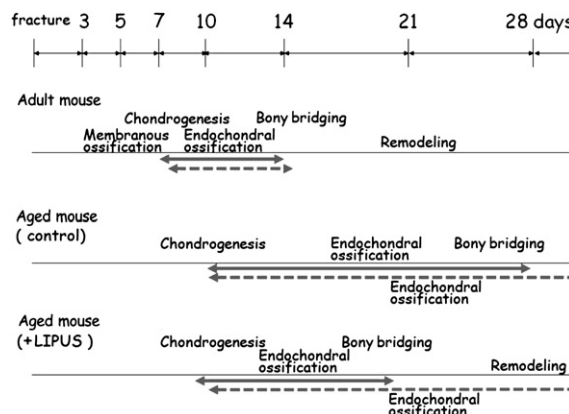 fracture 3 5 7 10 14 21 28 days
Adult mouse
Chondrogenesis Bony bridging
Membranous Endochondral
ossification ossification Remodeling
Aged mouse
( control)
Chondrogenesis Endochondral Bony bridging
ossification
Endochondral
ossification
Aged mouse
(+LIPUS )
Chondrogenesis Bony bridging
Endochondral
ossification Remodeling
Endochondral
ossification